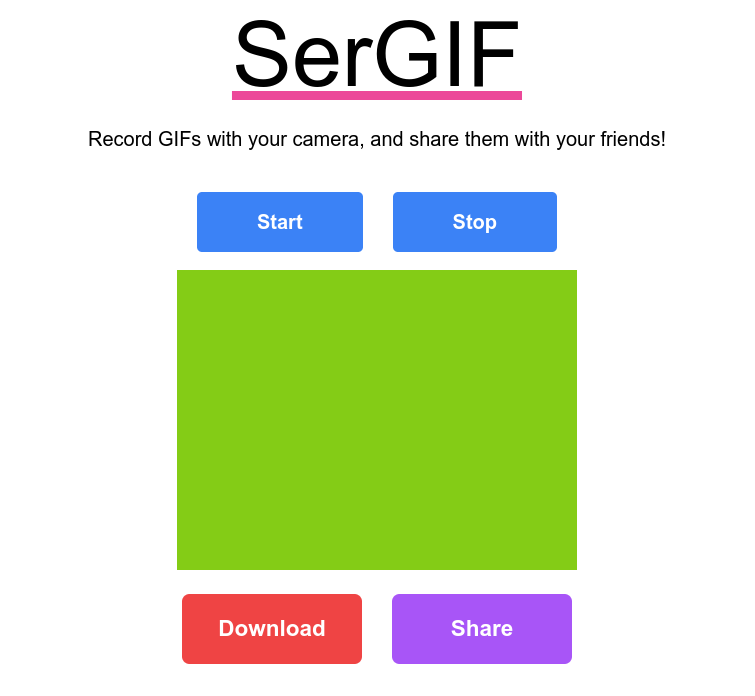 SerGIF
Record GIFs with your camera, and share them with your friends!
Start Stop
Download Share